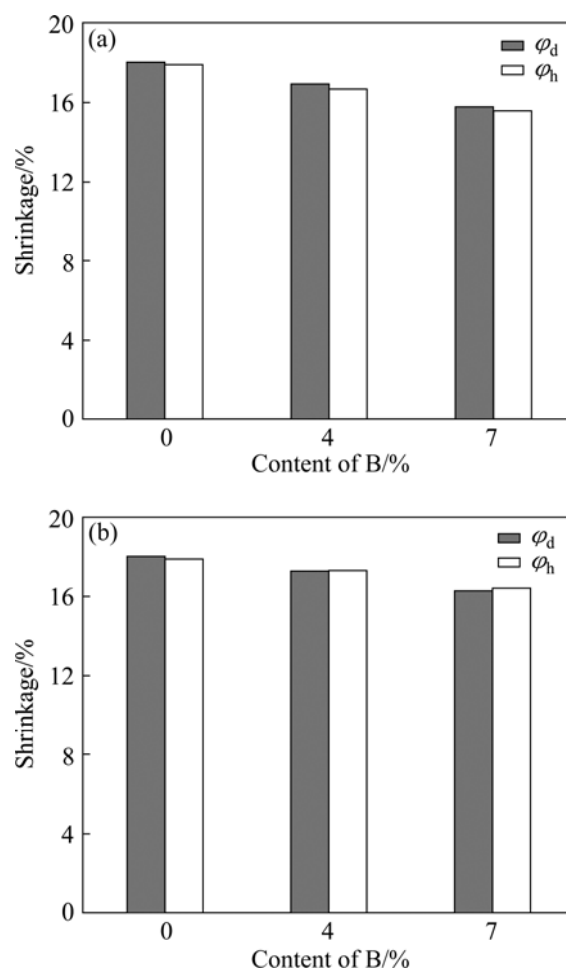 (a)
20
16
12
8
4
0
Shrinkage/%
φd
φh
0 4 7
Content of B/%
(b)
20
16
12
8
4
0
Shrinkage/%
φd
φh
0 4 7
Content of B/%